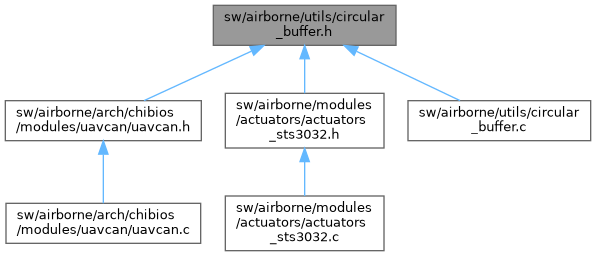 sw/airborne/utils/circular
_buffer.h
sw/airborne/arch/chibios
/modules/uavcan/uavcan.h
sw/airborne/modules
/actuators/actuators
_sts3032.h
sw/airborne/utils/circular
_buffer.c
sw/airborne/arch/chibios
/modules/uavcan/uavcan.c
sw/airborne/modules
/actuators/actuators
_sts3032.c